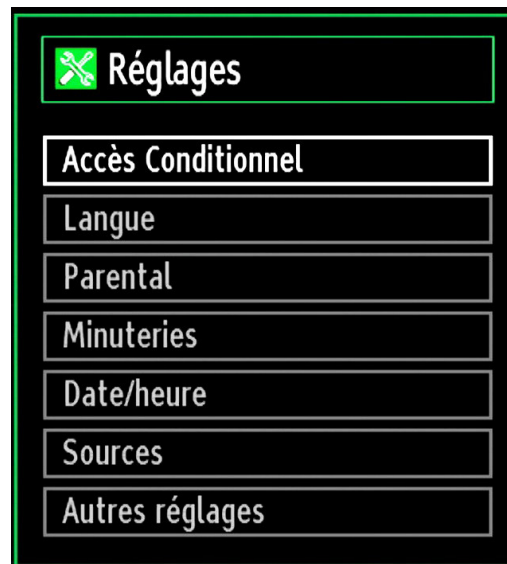 Réglages
Accès Conditionnel
Langue
Parental
Minuteries
Date/heure
Sources
Autres réglages